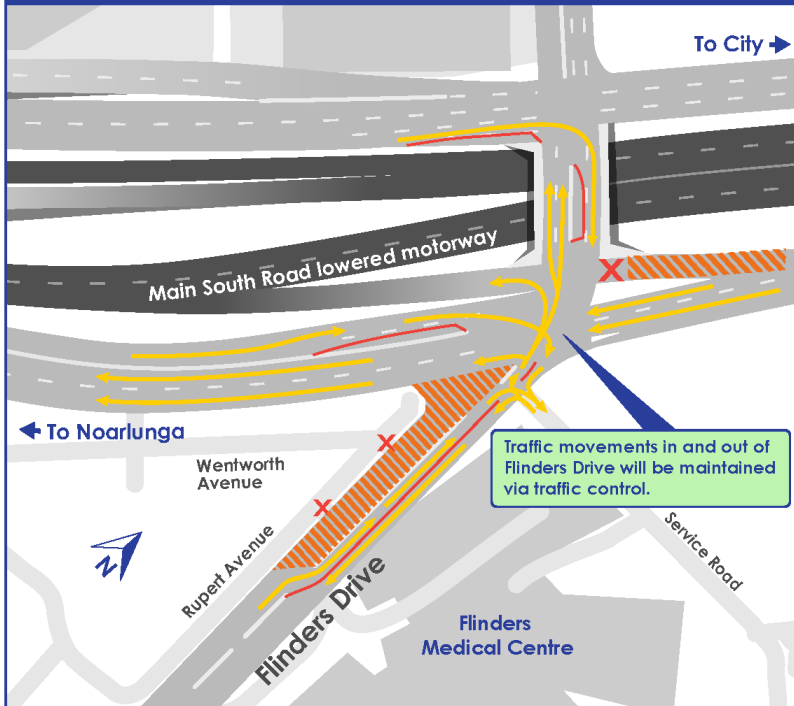 To City
Main South Road lowered motorway
To Noarlunga
Wentworth
Avenue
Traffic movements in and out of
Flinders Drive will be maintained
via traffic control.
N
Rupert Avenue
Flinders Drive
Service Road
Flinders
Medical Centre